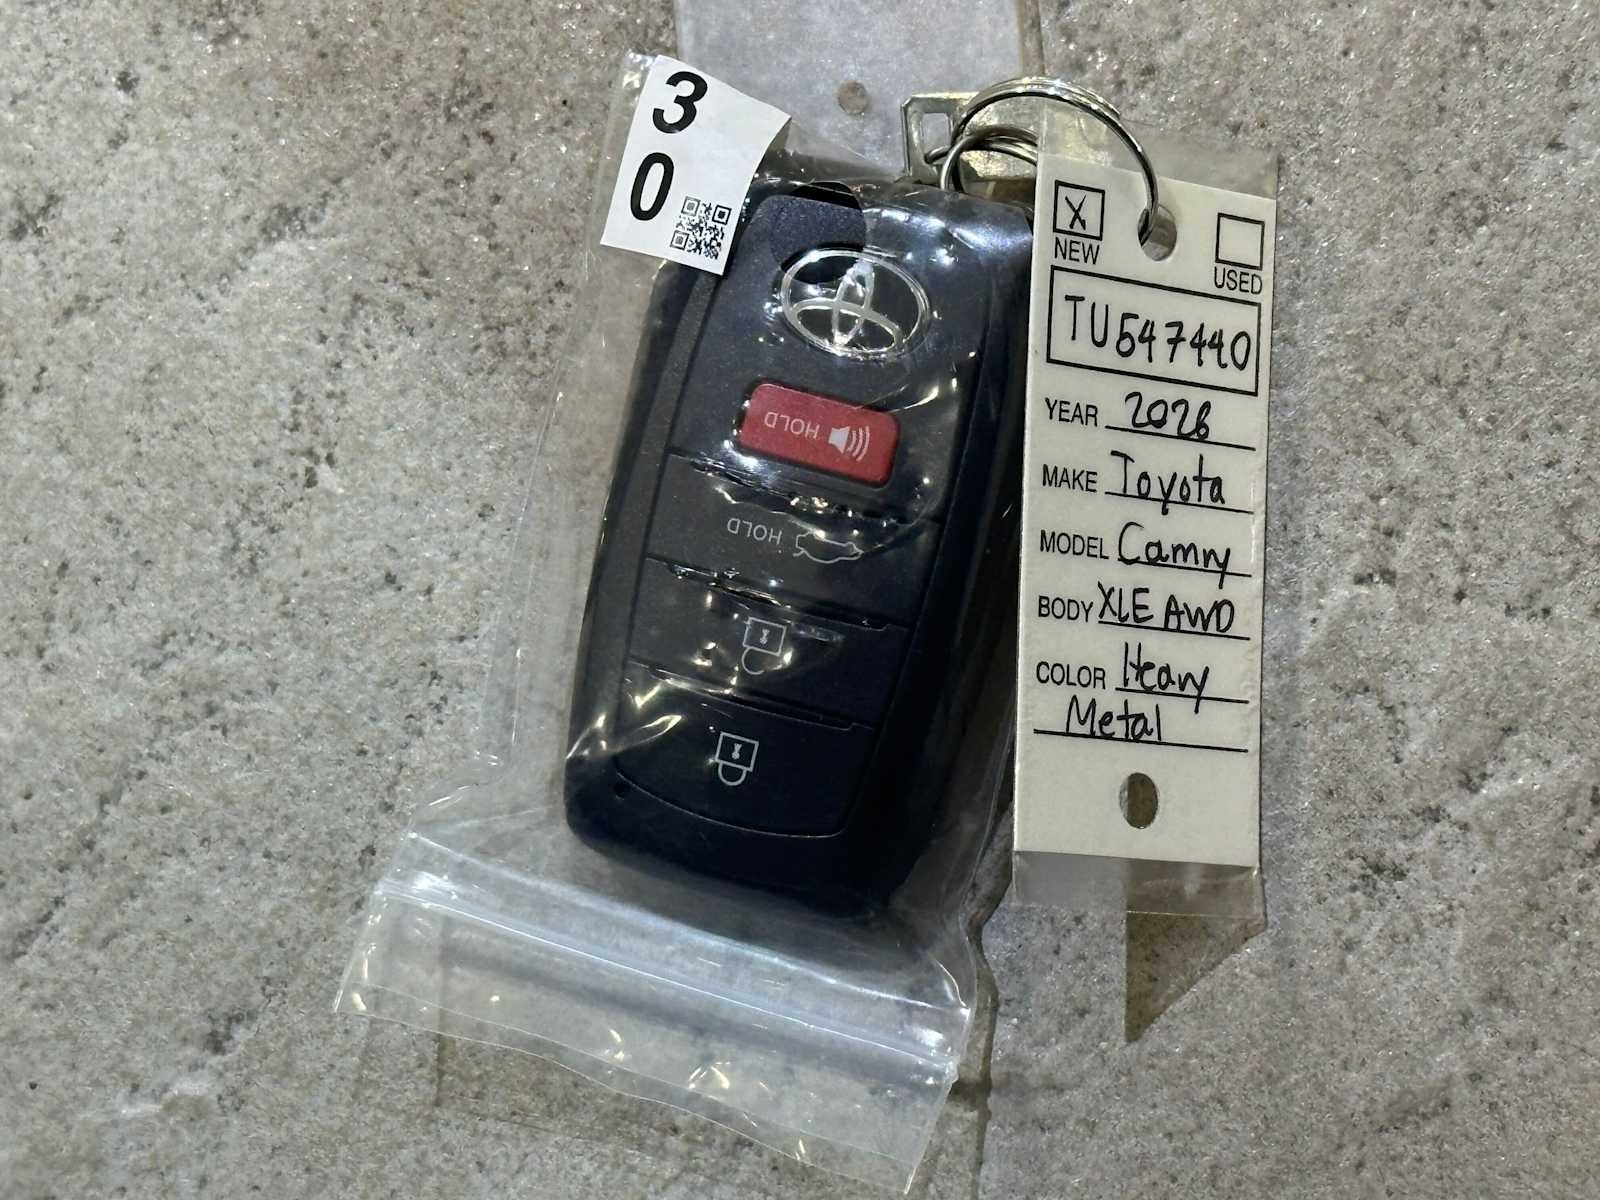 3
0
X
NEW
USED
TU547440
YEAR 2026
MAKE Toyota
MODEL Camry
BODY XLE AWD
COLOR Heavy
Metal
HOLD
HOLD